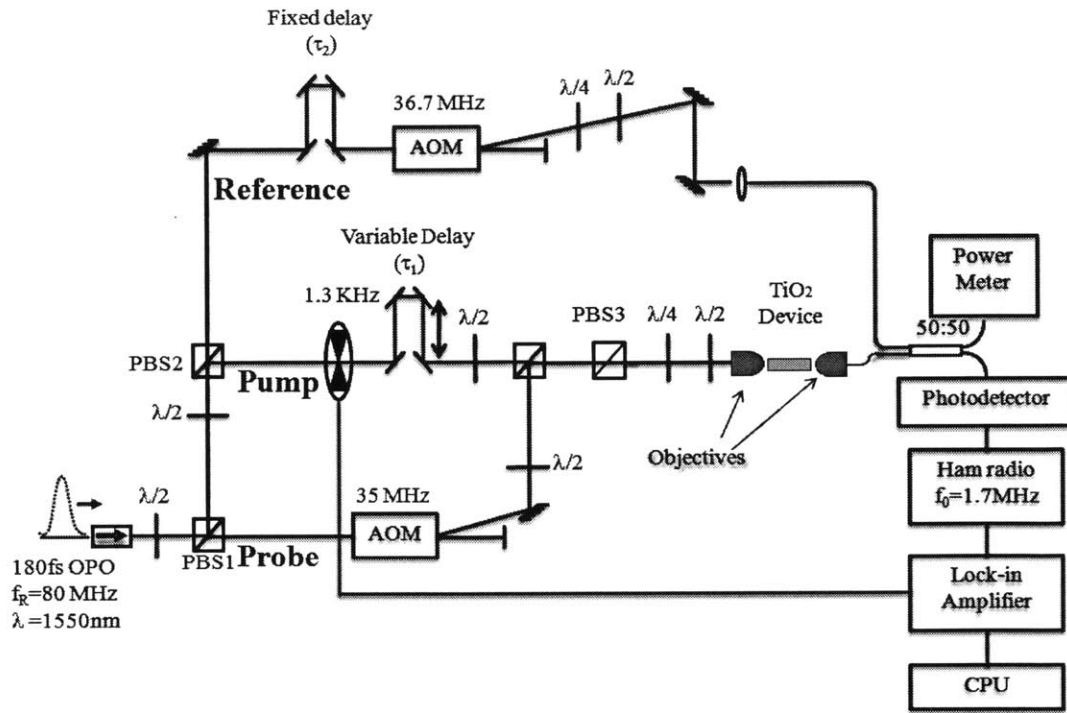 Fixed delay
(τ₂)
36.7 MHz
λ/4
λ/2
AOM
Reference
Variable Delay
(τ₁)
1.3 KHz
λ/2
PBS3
λ/4
λ/2
TiO₂
Device
Power
Meter
50:50
PBS2
Pump
λ/2
Photodetector
Objectives
λ/2
Ham radio
f₀=1.7MHz
λ/2
35 MHz
AOM
PBS1
Probe
180fs OPO
f_R=80 MHz
λ =1550nm
Lock-in
Amplifier
CPU